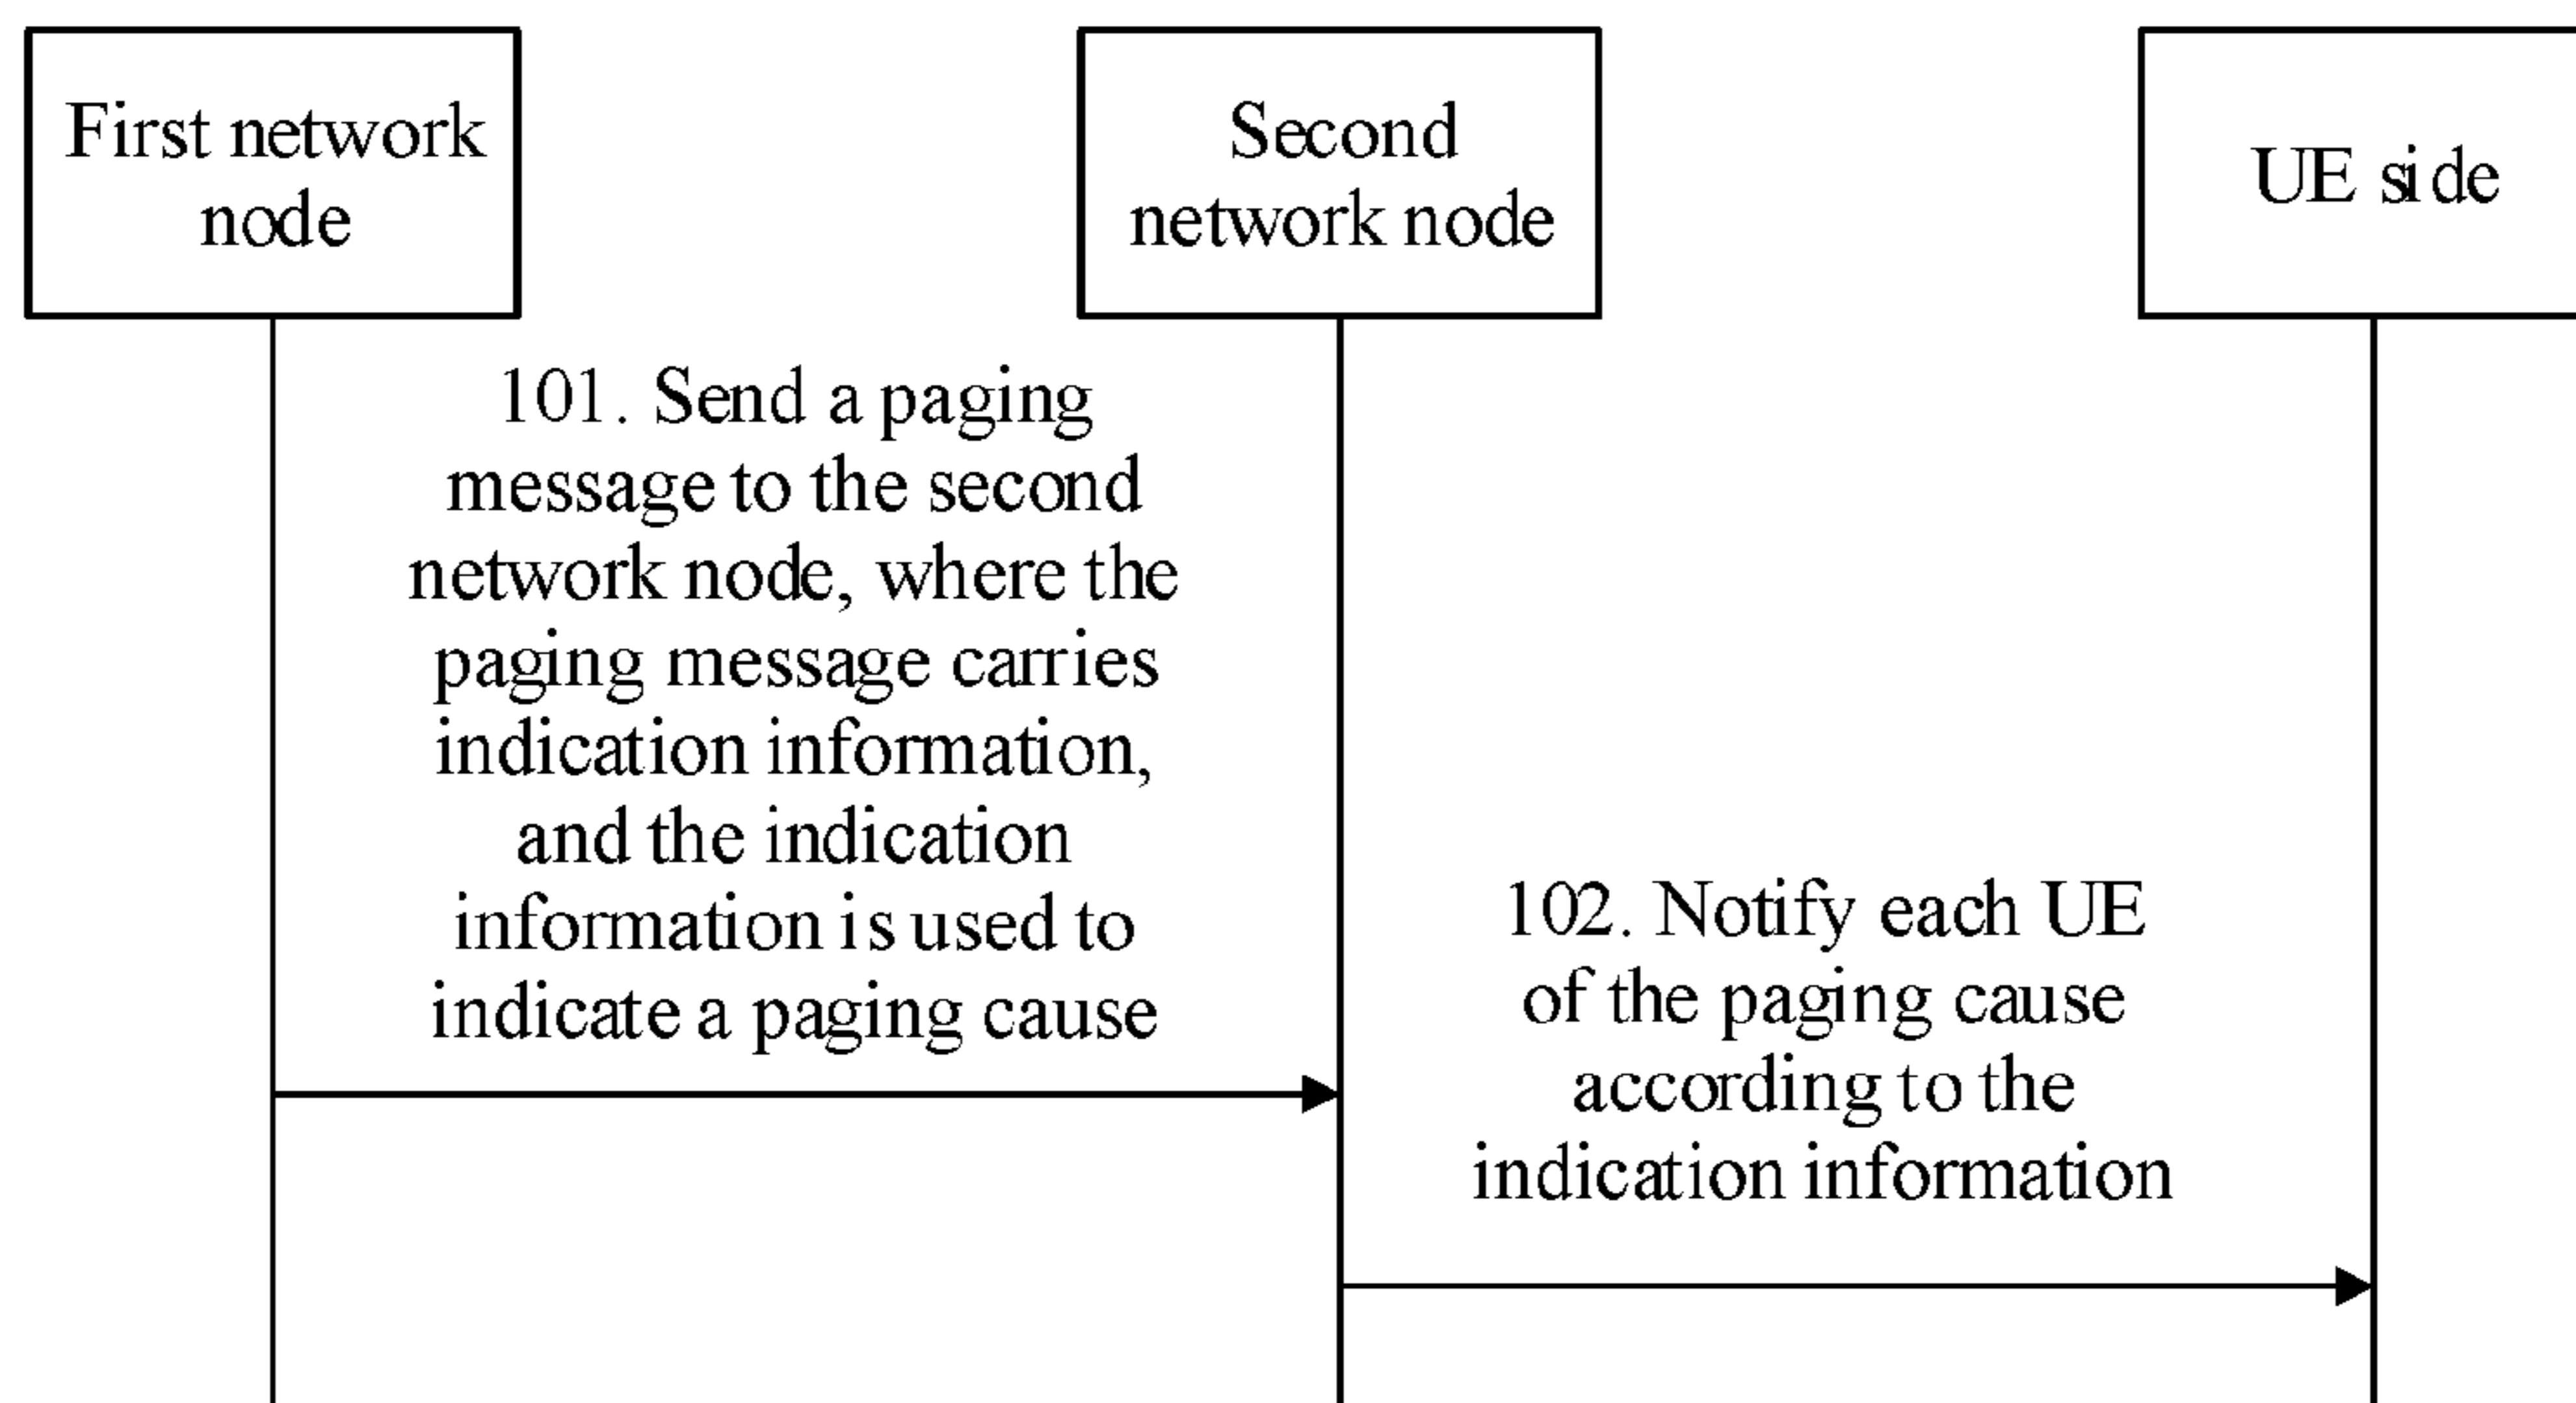 First network
node
Second
network node
UE side
101. Send a paging
message to the second
network node, where the
paging message carries
indication information,
and the indication
information is used to
indicate a paging cause
102. Notify each UE
of the paging cause
according to the
indication information